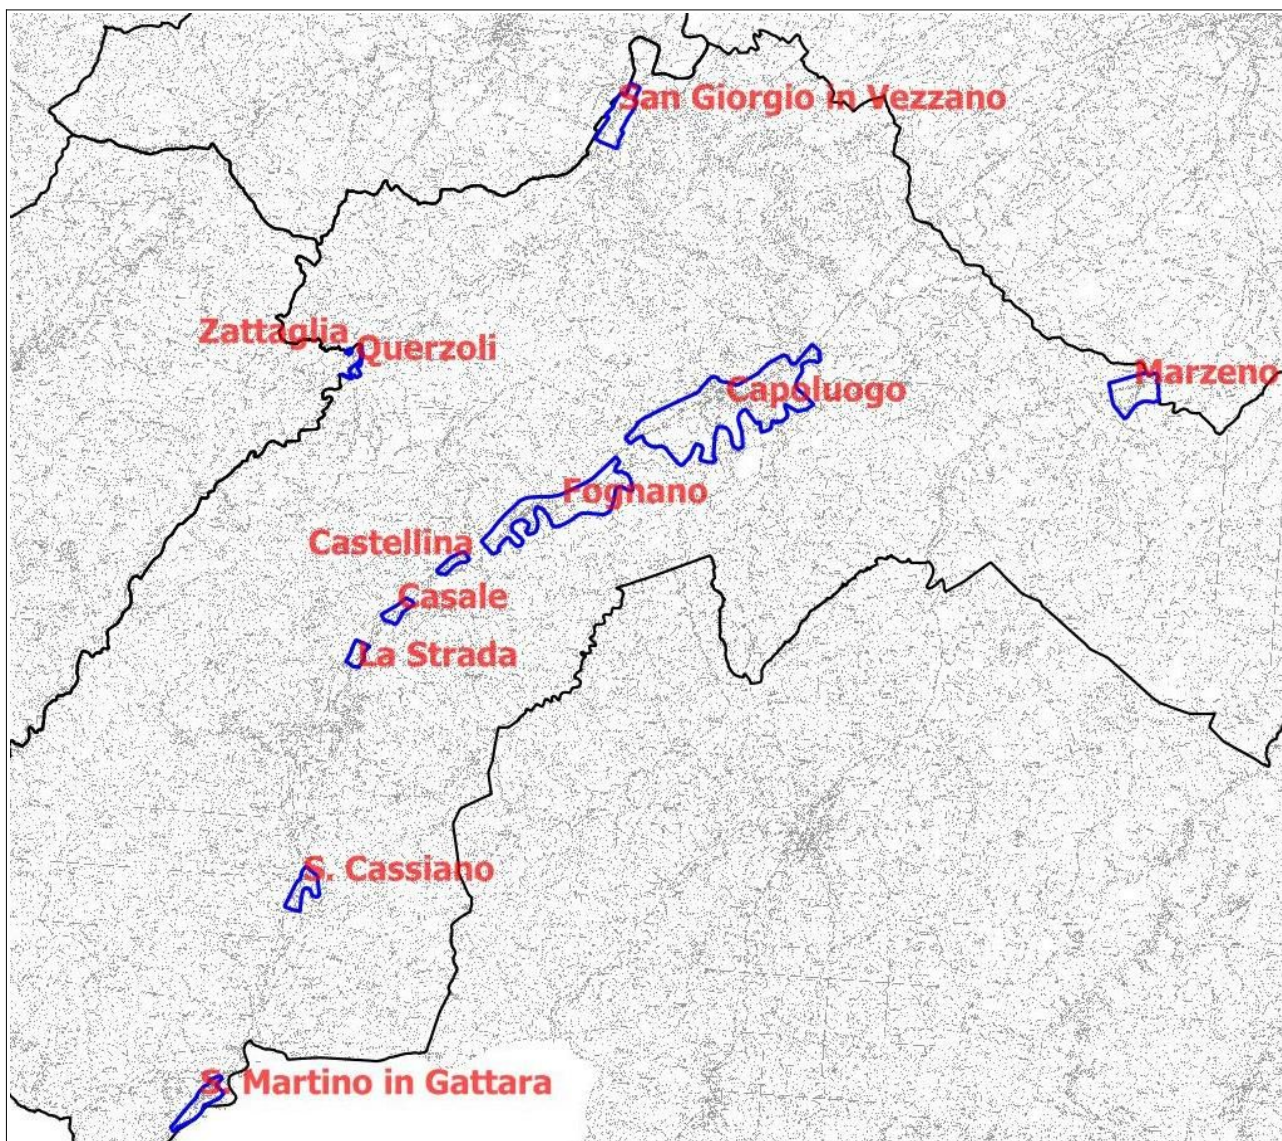 San Giorgio in Vezzano
Zattaglia
Querzoli
Marzeno
Capoluogo
Fognano
Castellina
Casale
La Strada
S. Cassiano
S. Martino in Gattara